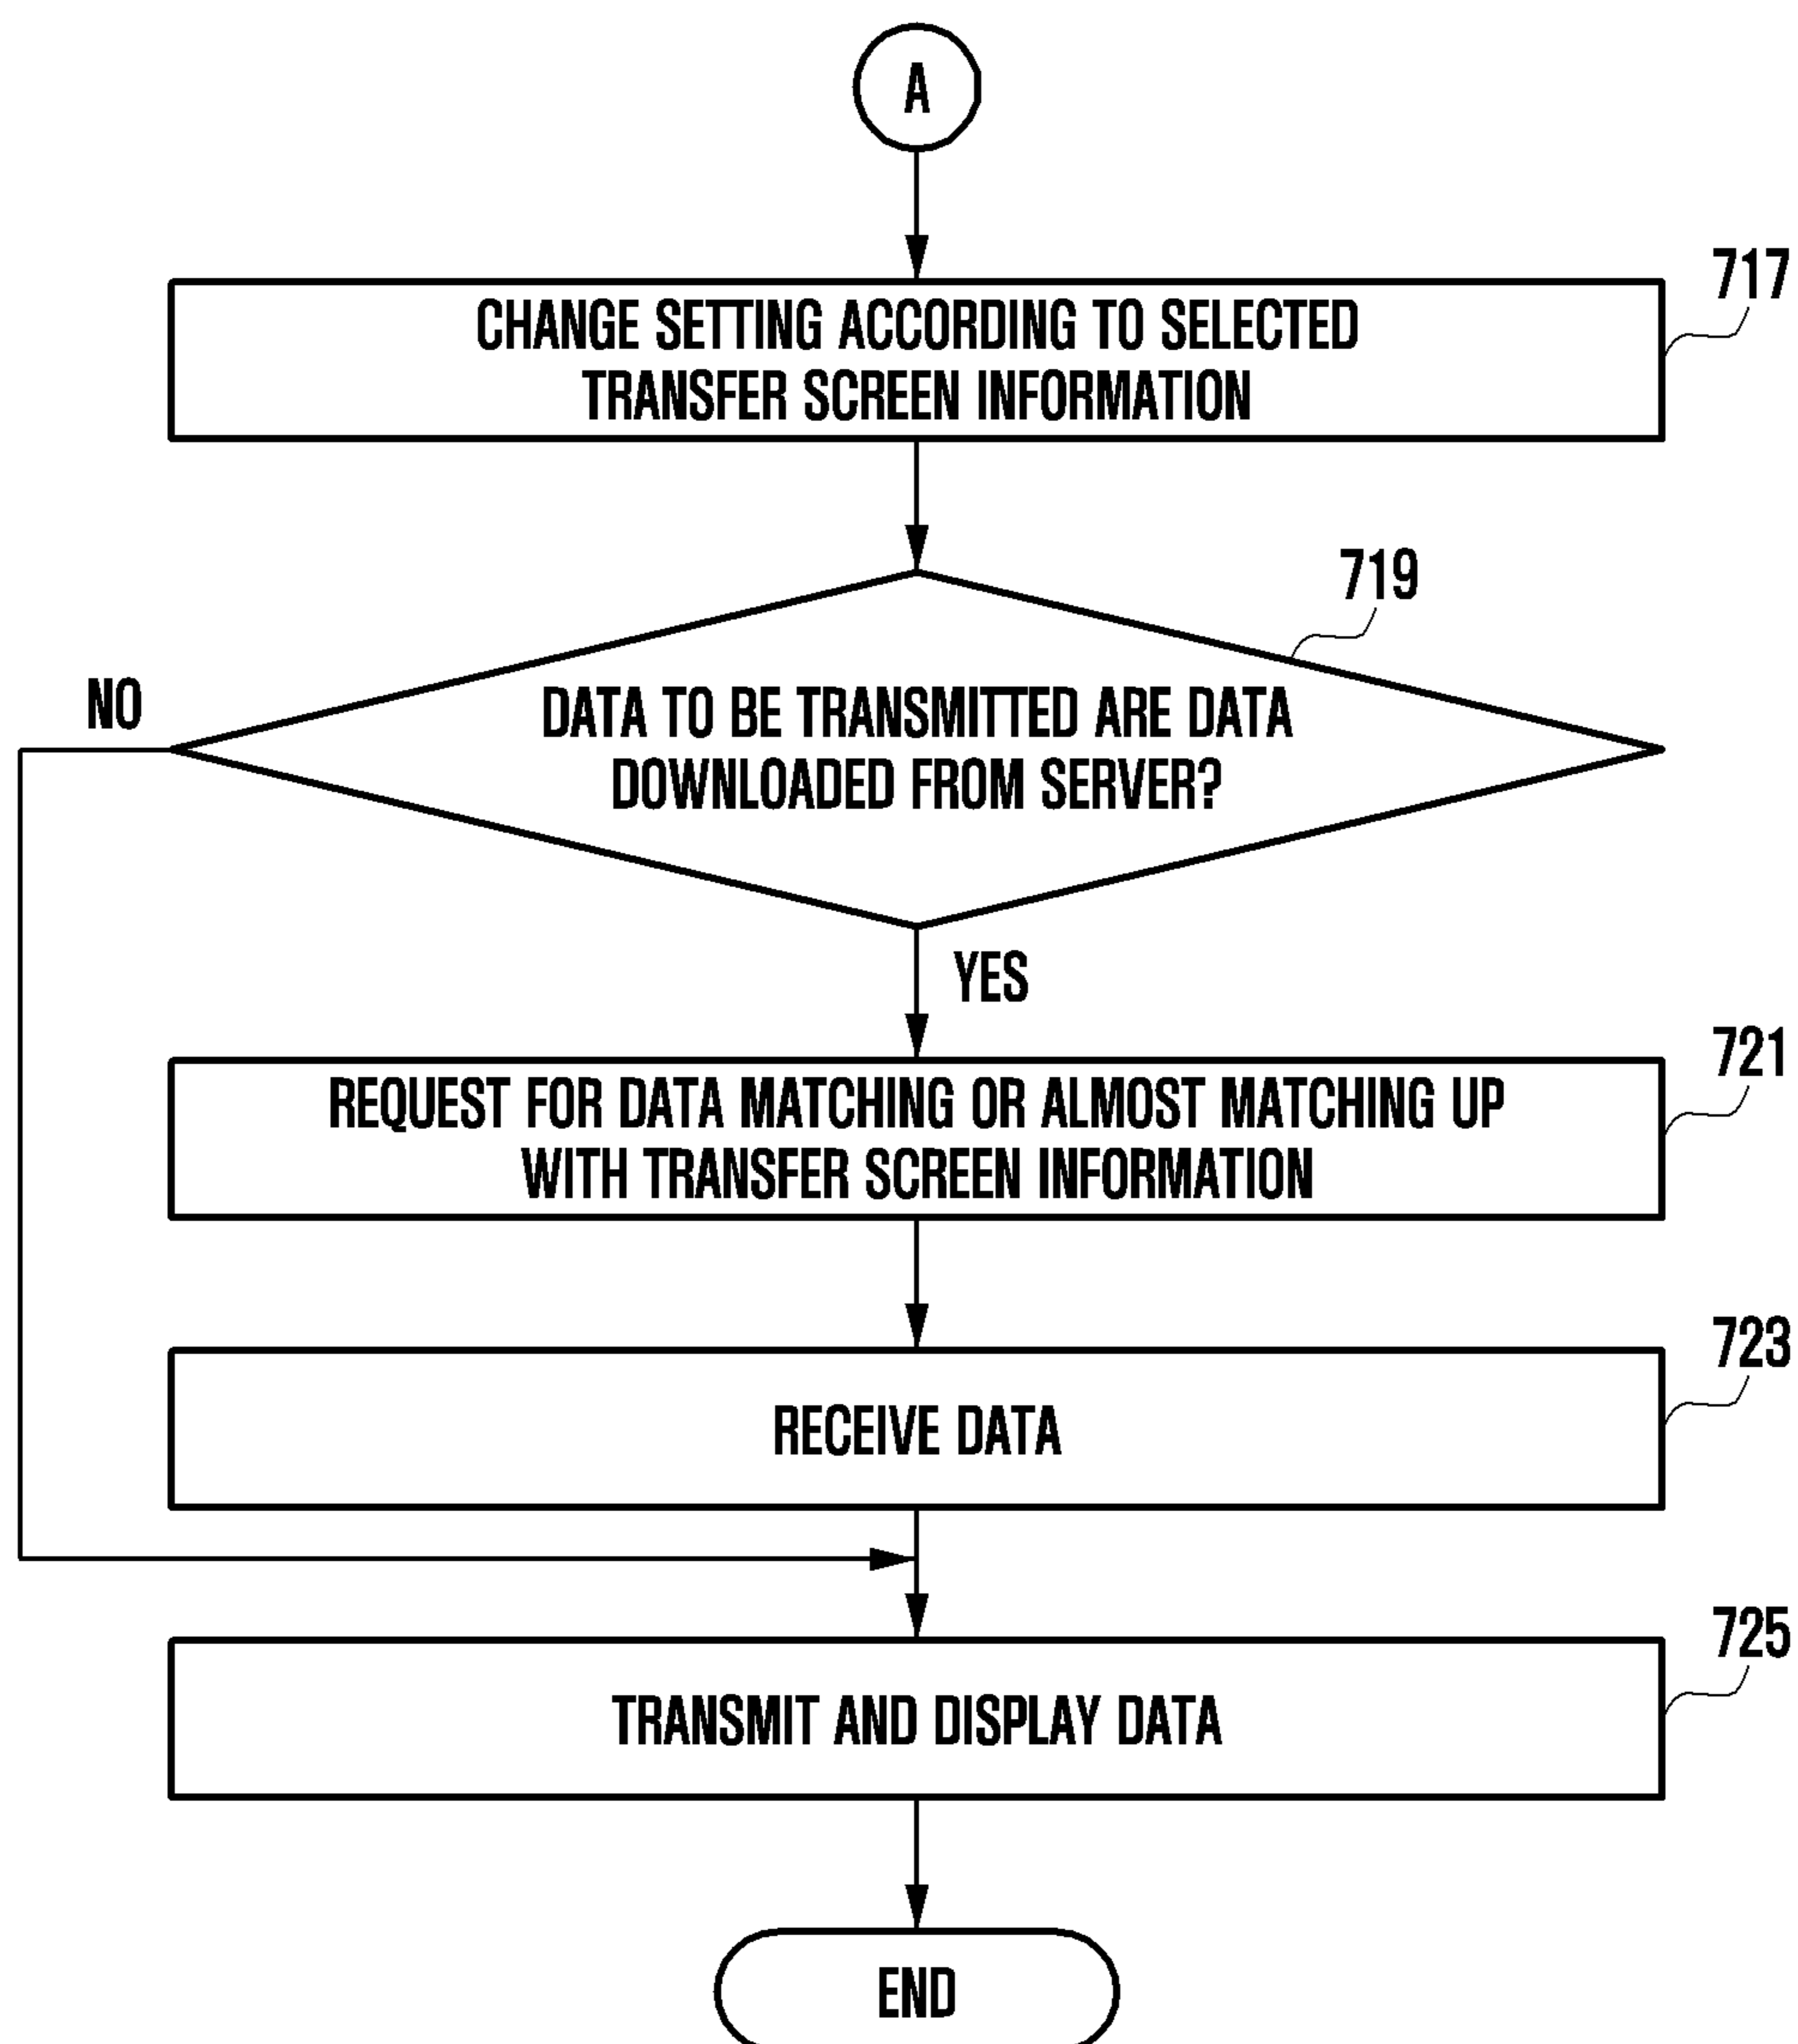 A
717
CHANGE SETTING ACCORDING TO SELECTED
TRANSFER SCREEN INFORMATION
719
NO
DATA TO BE TRANSMITTED ARE DATA
DOWNLOADED FROM SERVER?
YES
721
REQUEST FOR DATA MATCHING OR ALMOST MATCHING UP
WITH TRANSFER SCREEN INFORMATION
723
RECEIVE DATA
725
TRANSMIT AND DISPLAY DATA
END